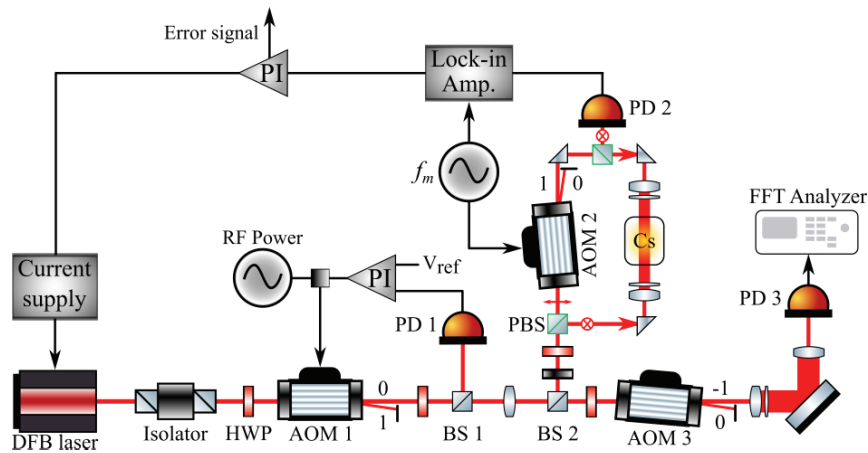 Error signal
PI
Lock-in
Amp.
PD 2
f_m
1
0
AOM 2
Cs
FFT Analyzer
RF Power
V_ref
PI
Current
supply
PD 1
PBS
PD 3
0
1
-1
0
DFB laser
Isolator
HWP
AOM 1
BS 1
BS 2
AOM 3